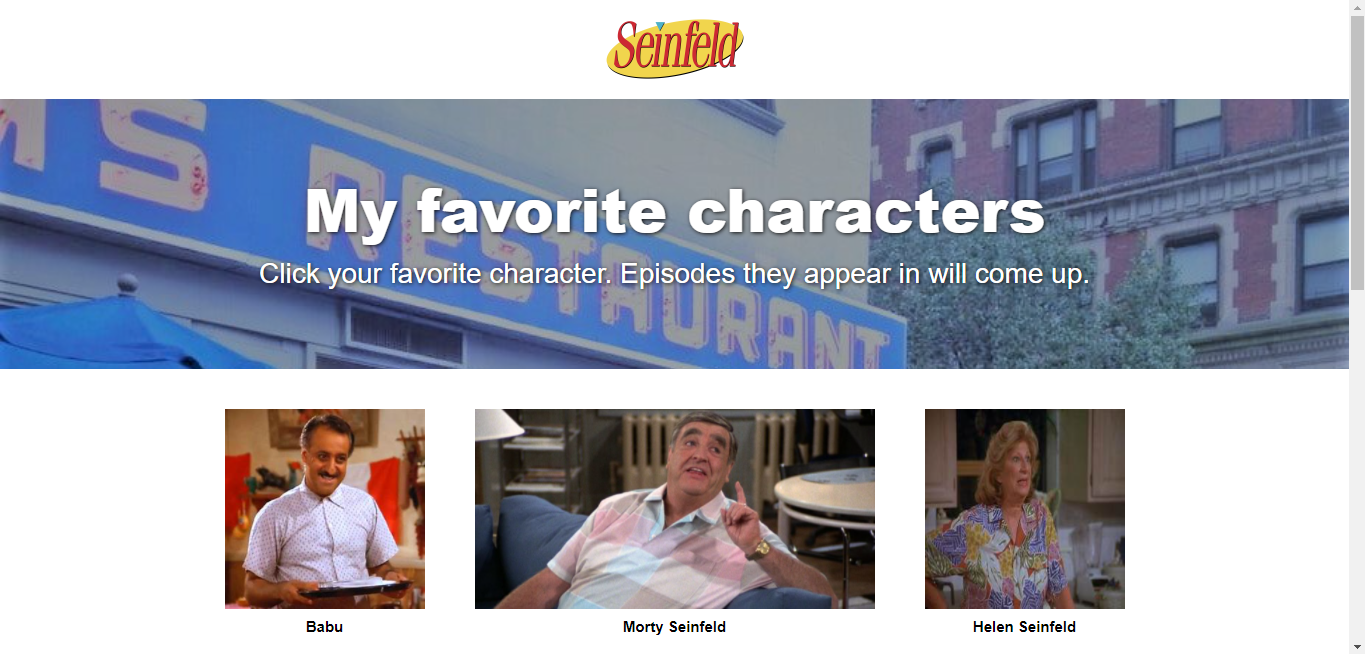 Seinfeld
M'S RESTAURANT
My favorite characters
Click your favorite character. Episodes they appear in will come up.
Babu
Morty Seinfeld
Helen Seinfeld